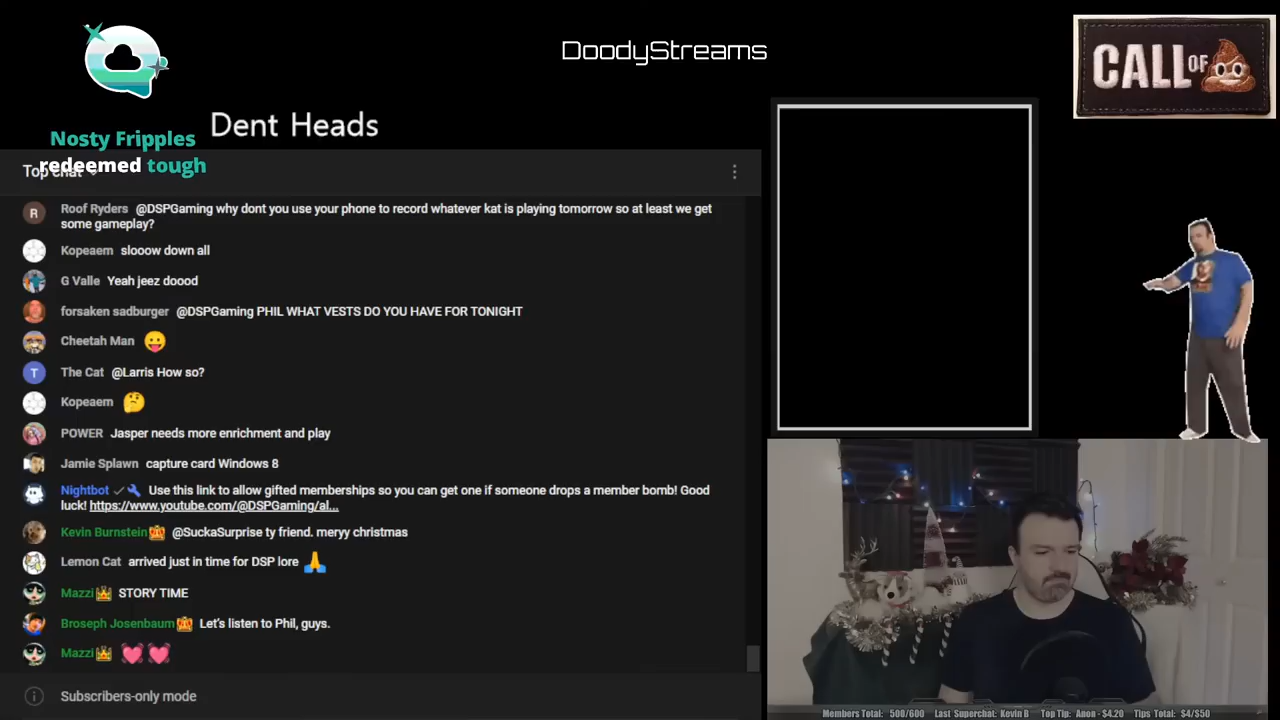 DoodyStreams
CALL OF
Dent Heads
Nosty Fripples
redeemed tough
Top chat
Roof Ryders @DSPGaming why dont you use your phone to record whatever kat is playing tomorrow so at least we get
some gameplay?
Kopeaem slooow down all
G Valle Yeah jeez doood
forsaken sadburger @DSPGaming PHIL WHAT VESTS DO YOU HAVE FOR TONIGHT
Cheetah Man 😛
The Cat @Larris How so?
Kopeaem 🤔
POWER Jasper needs more enrichment and play
Jamie Splawn capture card Windows 8
Nightbot Use this link to allow gifted memberships so you can get one if someone drops a member bomb! Good
luck! https://www.youtube.com/@DSPGaming/al...
Kevin Burnstein @SuckaSurprise ty friend. meryy christmas
Lemon Cat arrived just in time for DSP lore 🙏
Mazzi STORY TIME
Broseph Josenbaum Let's listen to Phil, guys.
Mazzi 💓💓
Subscribers-only mode
Members Total: 508/600 Last Superchat: Kevin B Top Tip: Anon - $4.20 Tips Total: $4/$50